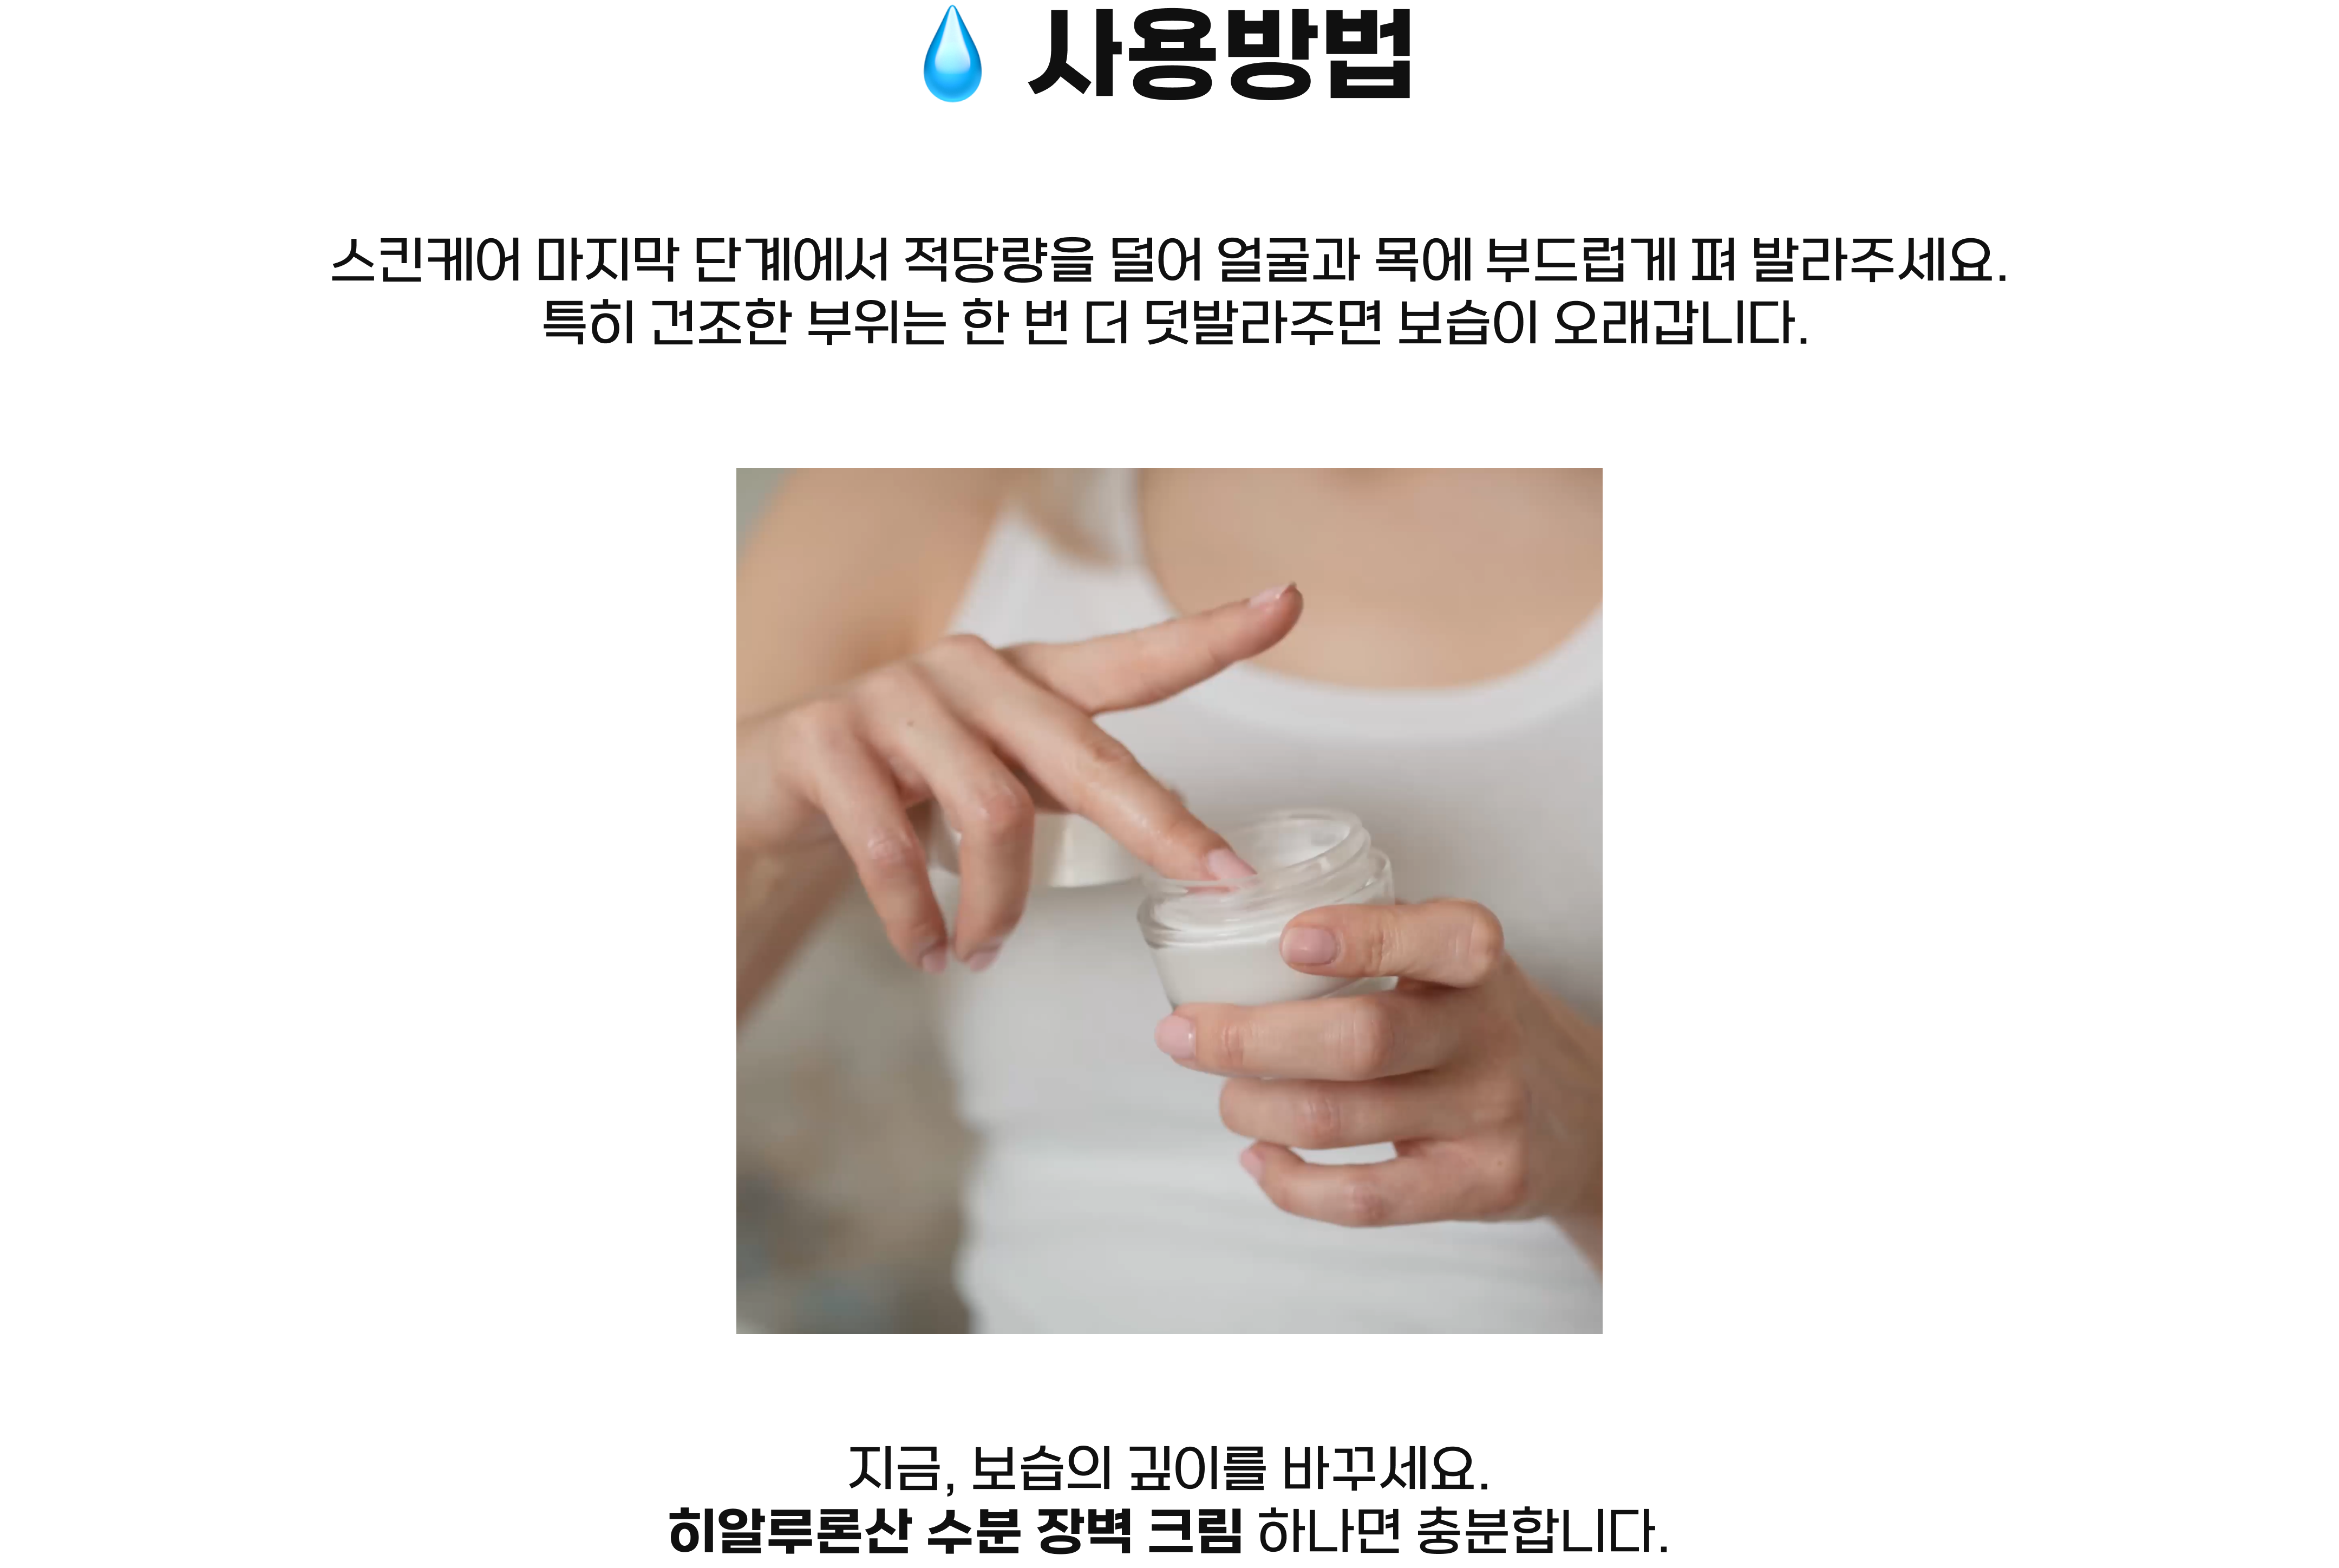 💧 사용방법
스킨케어 마지막 단계에서 적당량을 덜어 얼굴과 목에 부드럽게 펴 발라주세요.
특히 건조한 부위는 한 번 더 덧발라주면 보습이 오래갑니다.
지금, 보습의 깊이를 바꾸세요.
히알루론산 수분 장벽 크림 하나면 충분합니다.